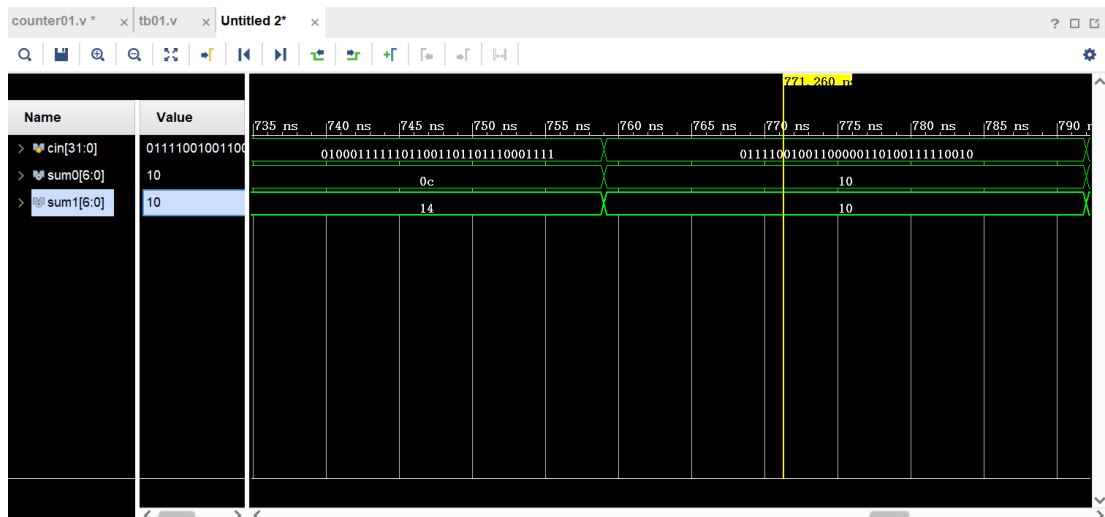 counter01.v * × tb01.v × Untitled 2* × ?
771.260 n
Name Value
735 ns 740 ns 745 ns 750 ns 755 ns 760 ns 765 ns 770 ns 775 ns 780 ns 785 ns 790 n
> cin[31:0] 01111001001100 01000111111011001101101110001111 01111001001100000110100111110010
> sum0[6:0] 10 0c 10
> sum1[6:0] 10 14 10